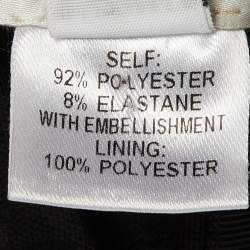 SELF:
92% POLYESTER
8% ELASTANE
WITH EMBELLISHMENT
LINING:
100% POLYESTER